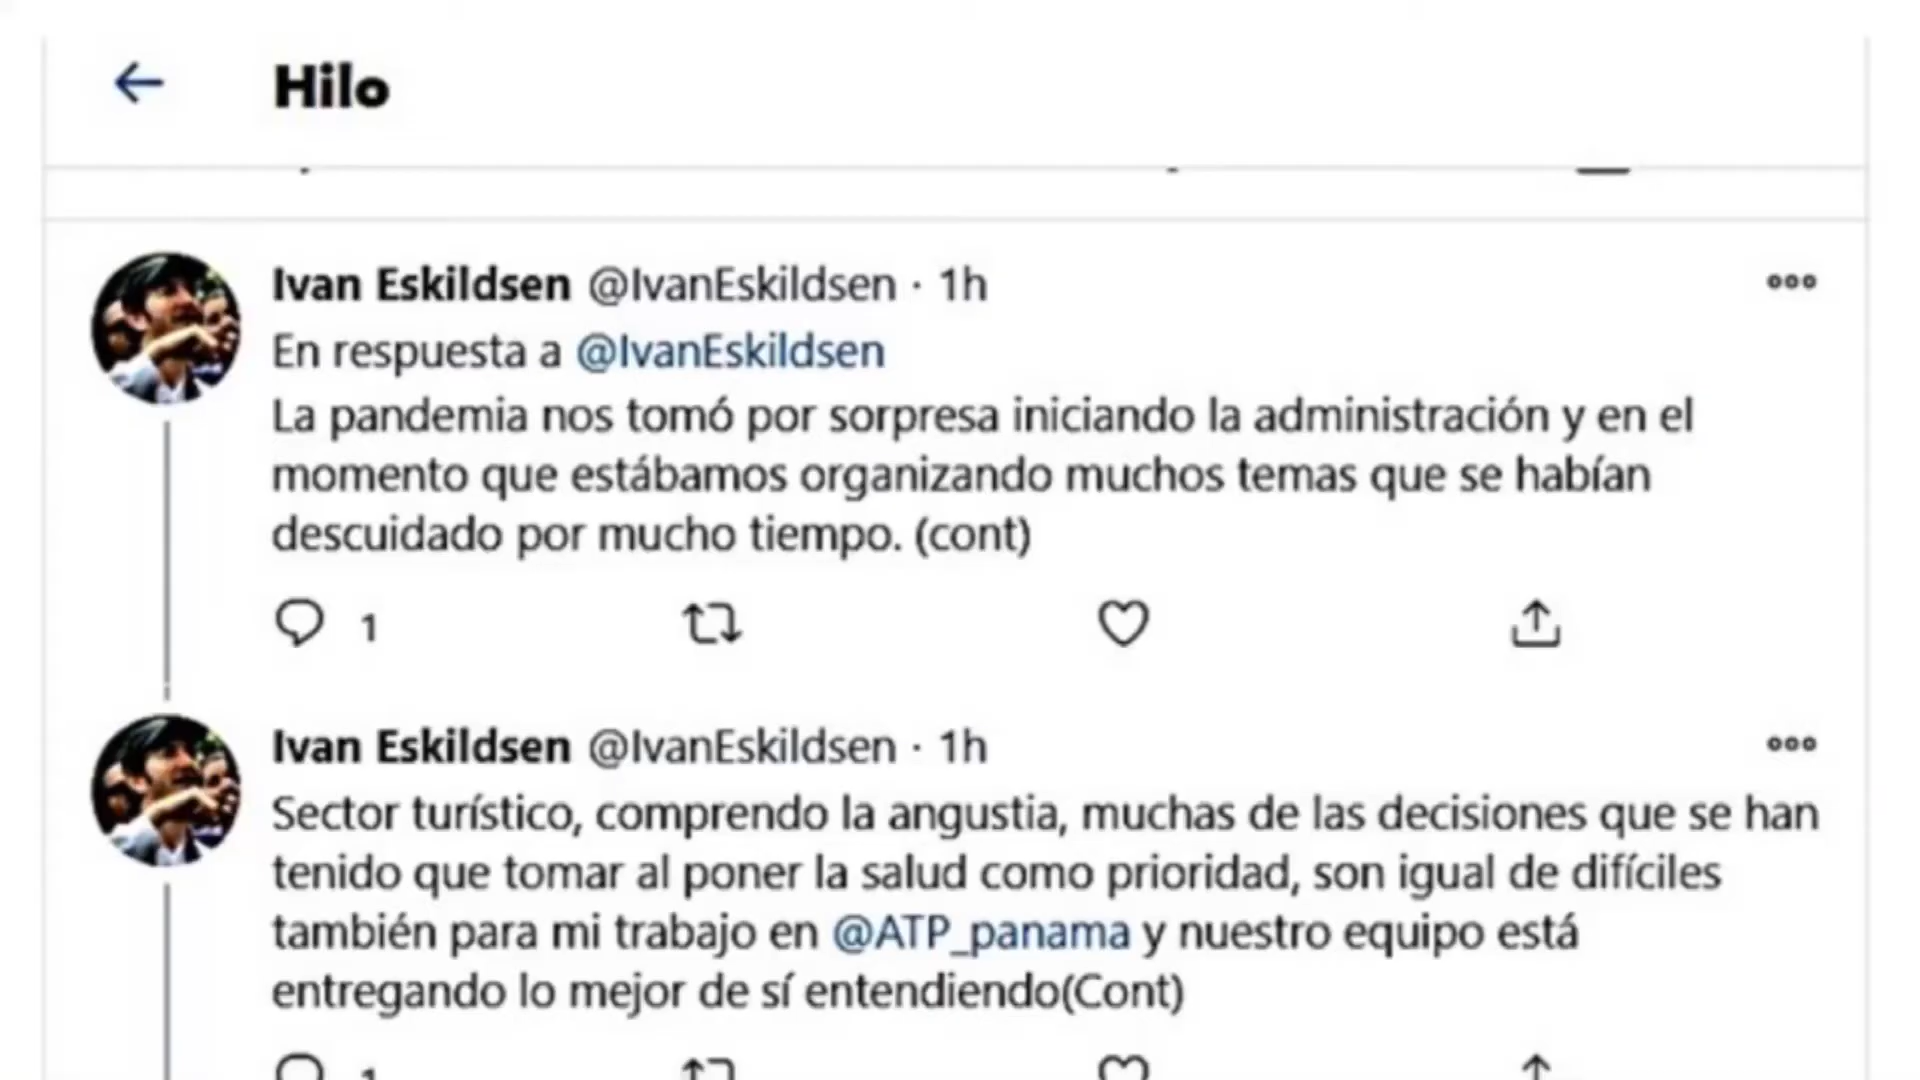 Hilo
Ivan Eskildsen @IvanEskildsen · 1h
En respuesta a @IvanEskildsen
La pandemia nos tomó por sorpresa iniciando la administración y en el
momento que estábamos organizando muchos temas que se habían
descuidado por mucho tiempo. (cont)
1
Ivan Eskildsen @IvanEskildsen · 1h
Sector turístico, comprendo la angustia, muchas de las decisiones que se han
tenido que tomar al poner la salud como prioridad, son igual de difíciles
también para mi trabajo en @ATP_panama y nuestro equipo está
entregando lo mejor de sí entendiendo(Cont)
1